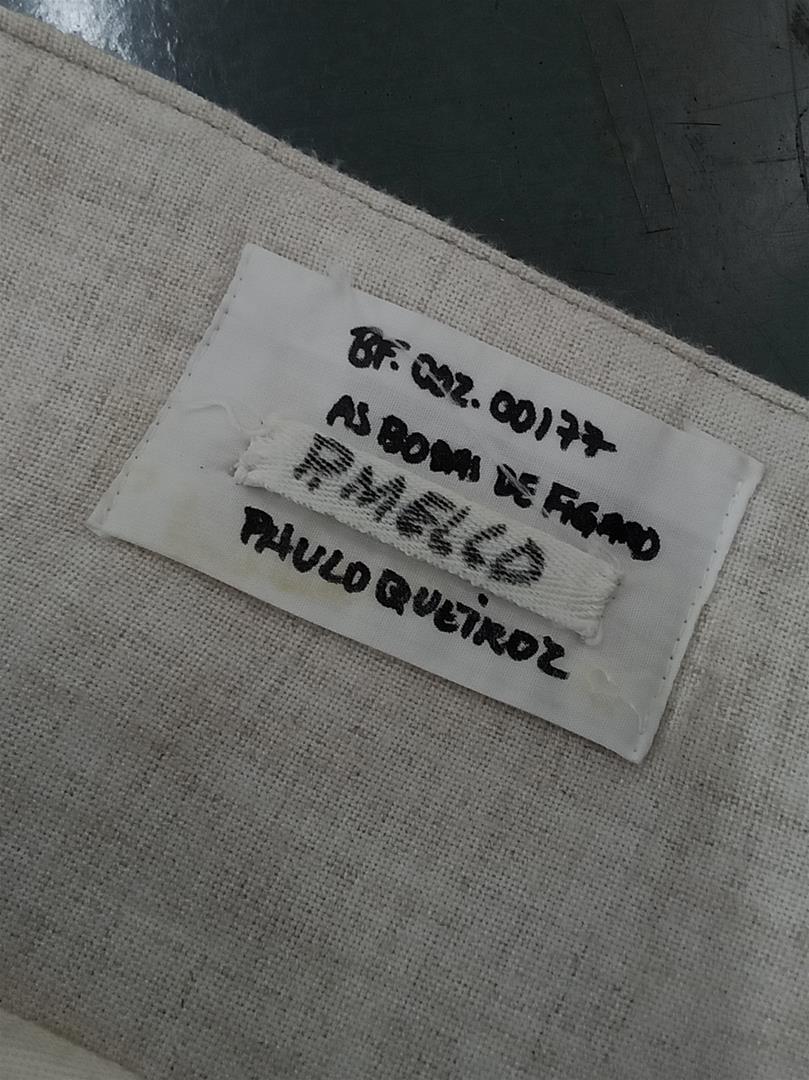 BF. 002. 00177
AS BODAS DE FIGARO
P.MELLO
PAULO QUEIROZ